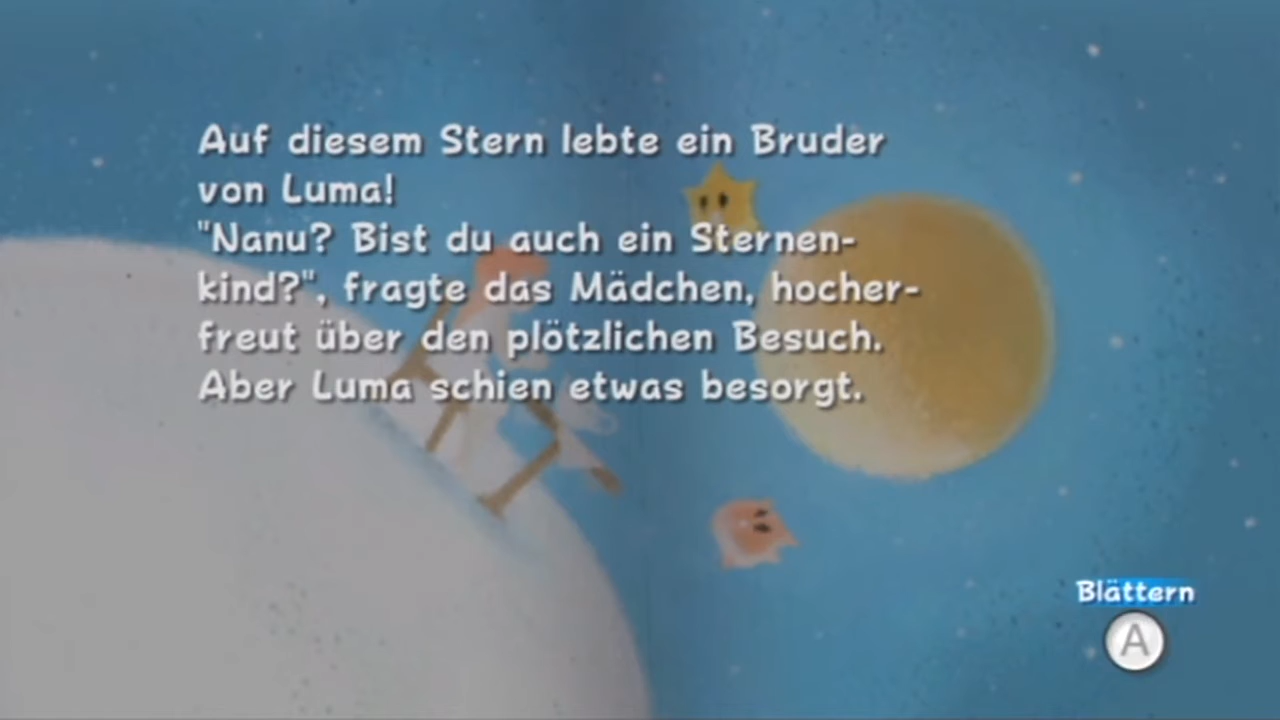 Auf diesem Stern lebte ein Bruder
von Luma!
"Nanu? Bist du auch ein Sternen-
kind?", fragte das Mädchen, hocher-
freut über den plötzlichen Besuch.
Aber Luma schien etwas besorgt.
Blättern
A